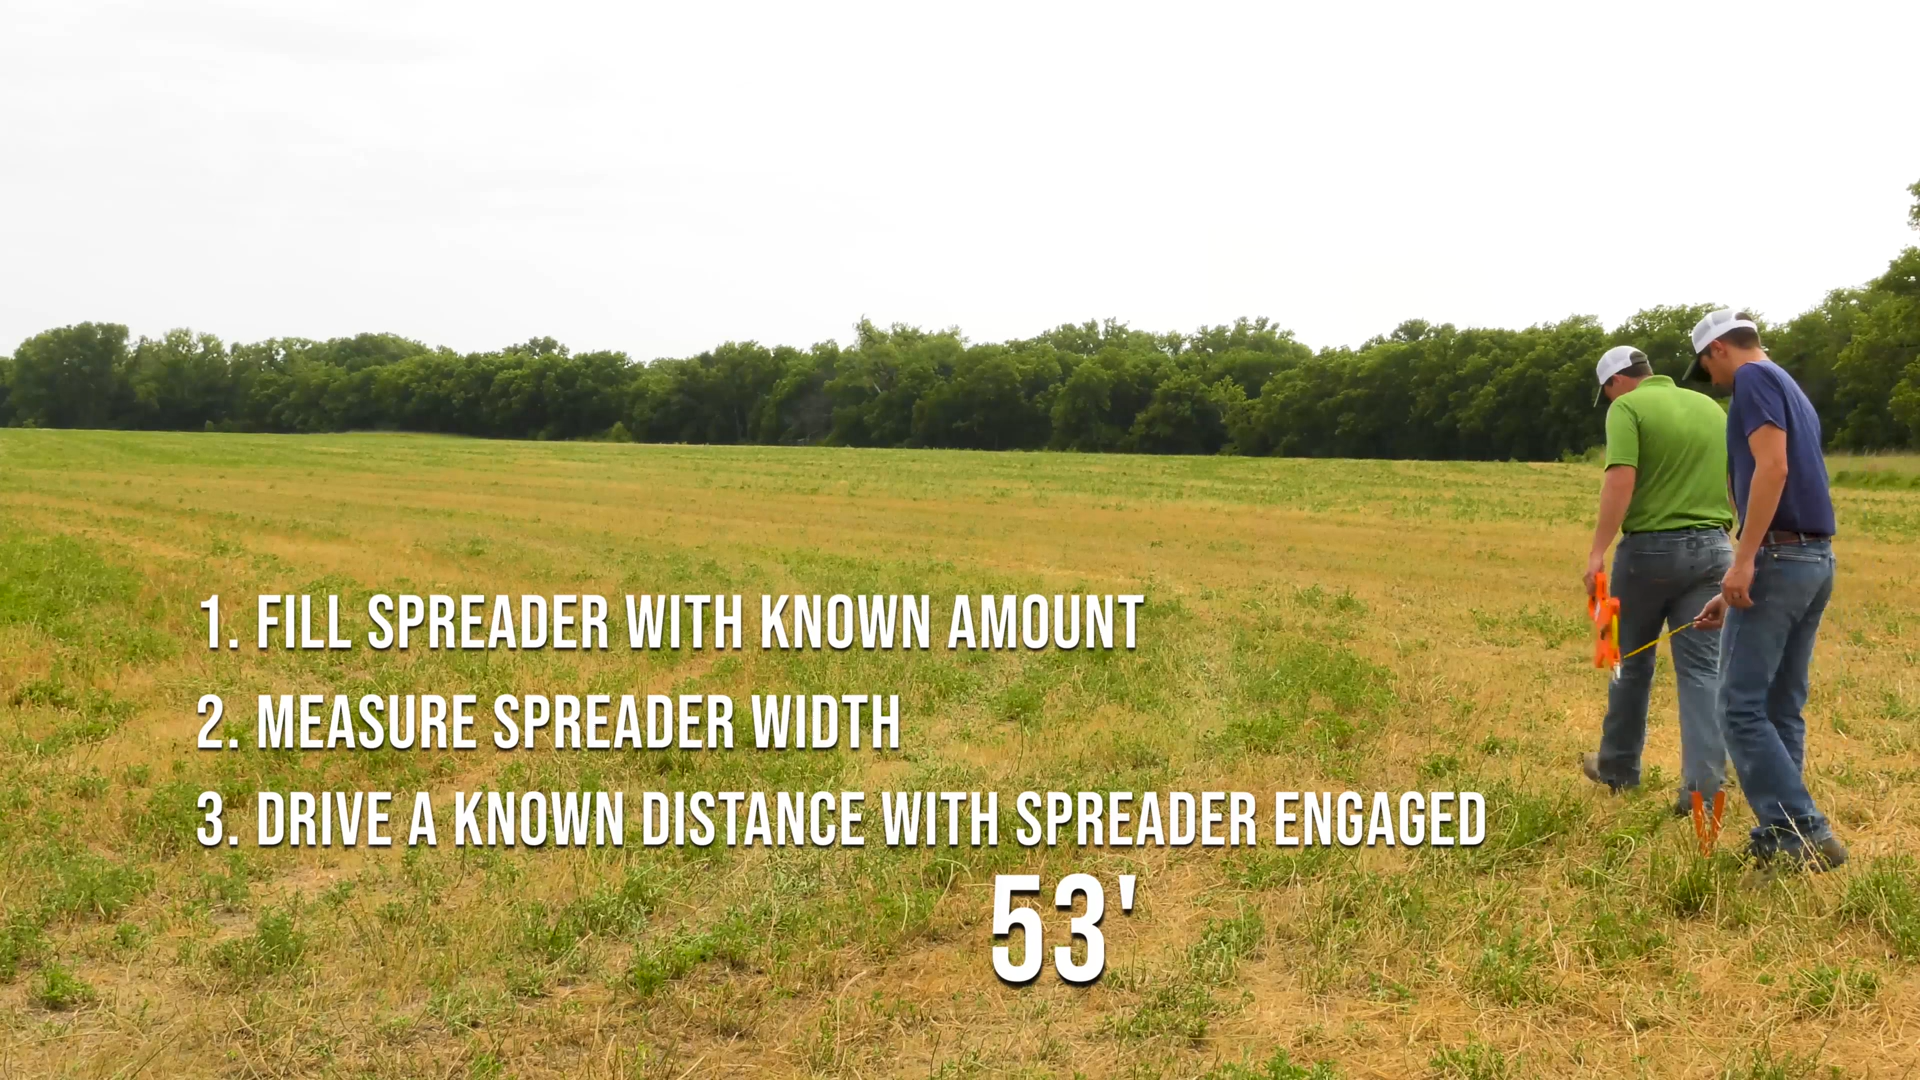 1. FILL SPREADER WITH KNOWN AMOUNT
2. MEASURE SPREADER WIDTH
3. DRIVE A KNOWN DISTANCE WITH SPREADER ENGAGED
53'